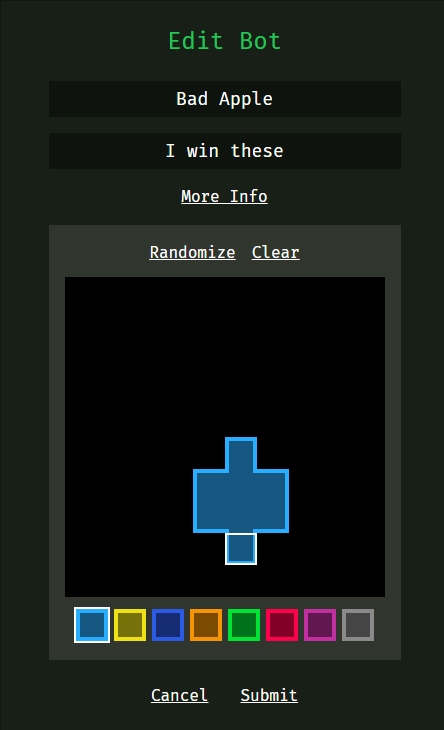 Edit Bot
Bad Apple
I win these
More Info
Randomize Clear
Cancel Submit